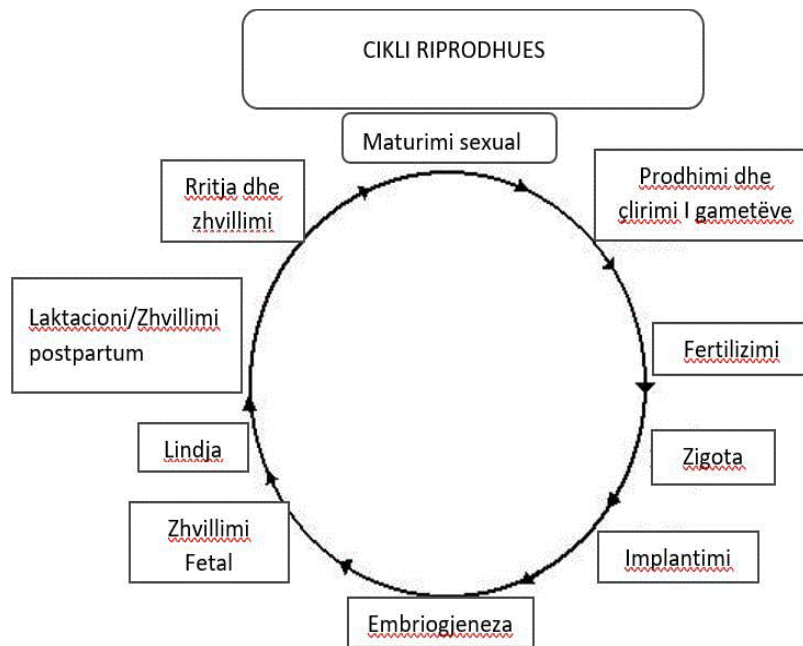 CIKLI RIPRODHUES
Maturimi sexual
Prodhimi dhe
çlirimi I gametëve
Fertilizimi
Zigota
Implantimi
Embriogjeneza
Zhvillimi
Fetal
Lindja
Laktacioni/Zhvillimi
postpartum
Rritja dhe
zhvillimi